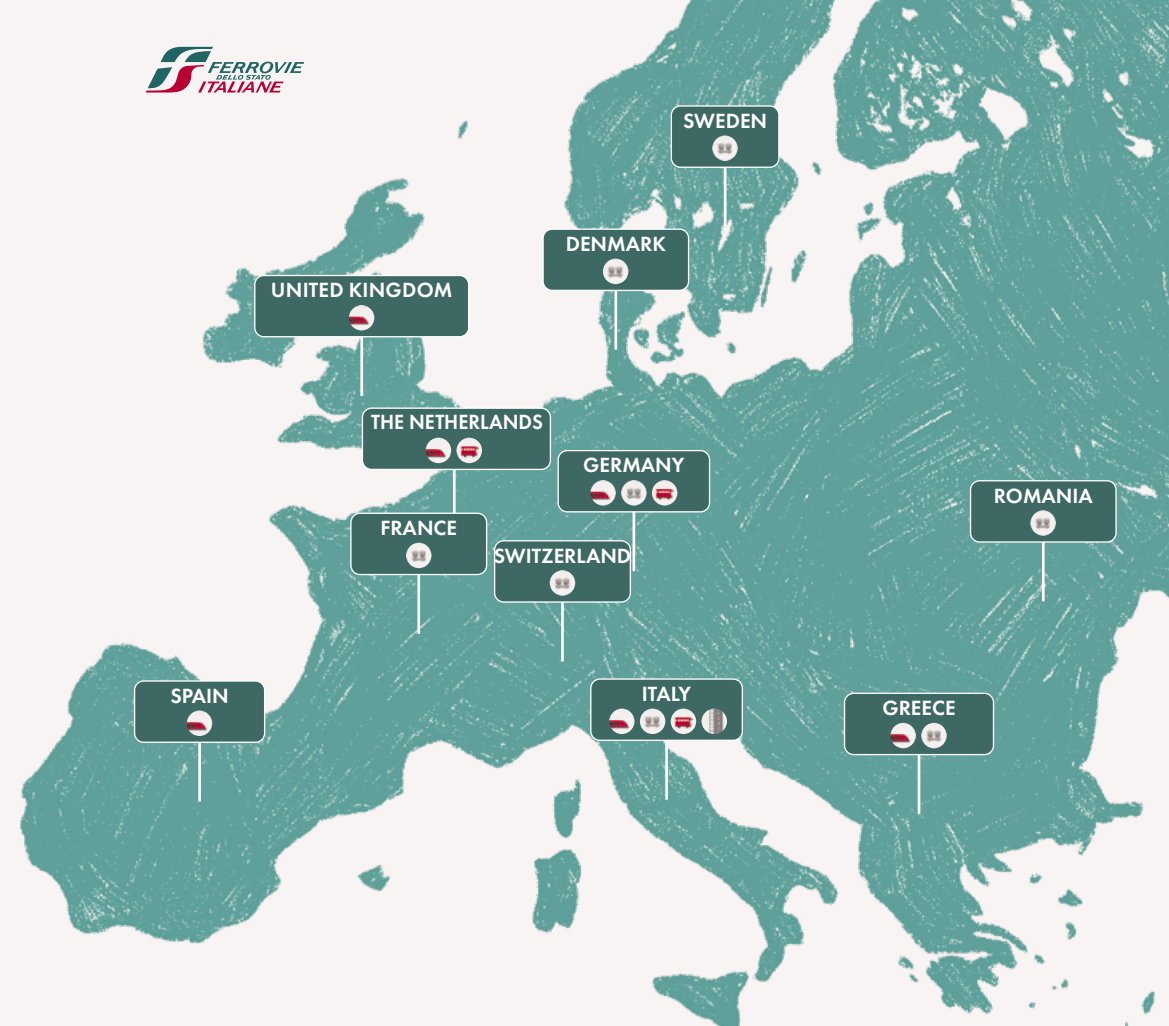 FERROVIE
DELLO STATO
ITALIANE
SWEDEN
DENMARK
UNITED KINGDOM
THE NETHERLANDS
GERMANY
ROMANIA
FRANCE
SWITZERLAND
SPAIN
ITALY
GREECE